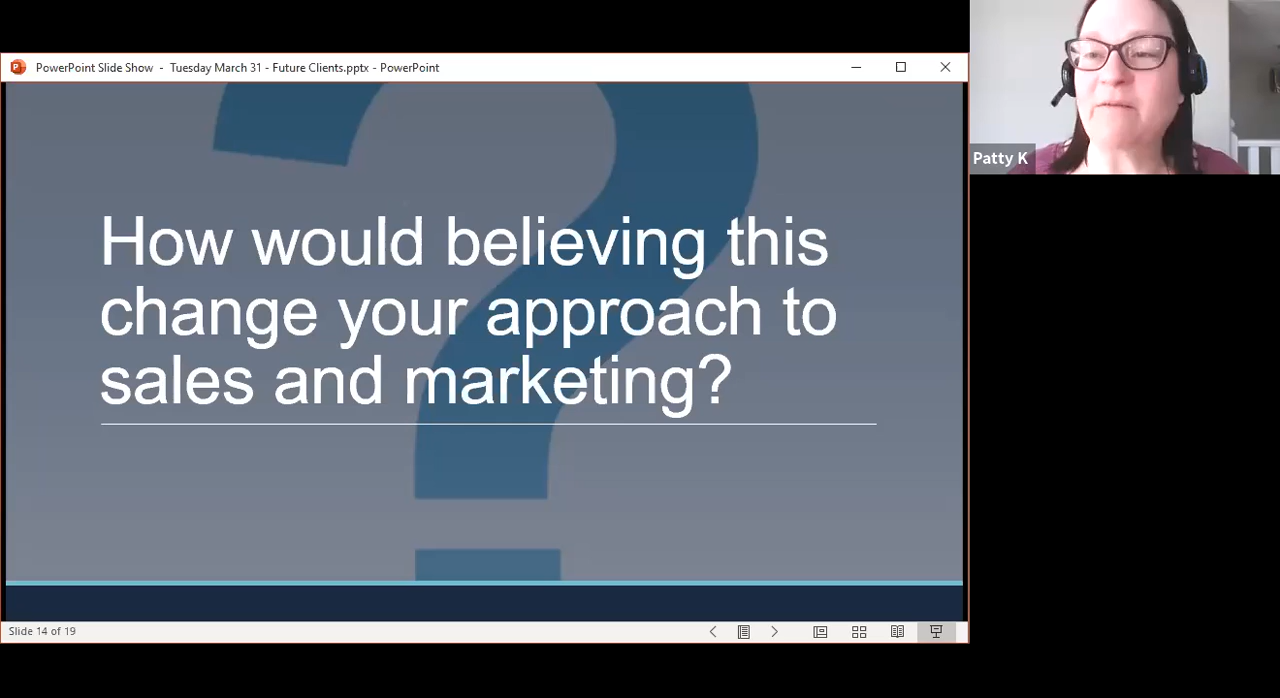 PowerPoint Slide Show - Tuesday March 31 - Future Clients.pptx - PowerPoint
Patty K
How would believing this
change your approach to
sales and marketing?
Slide 14 of 19